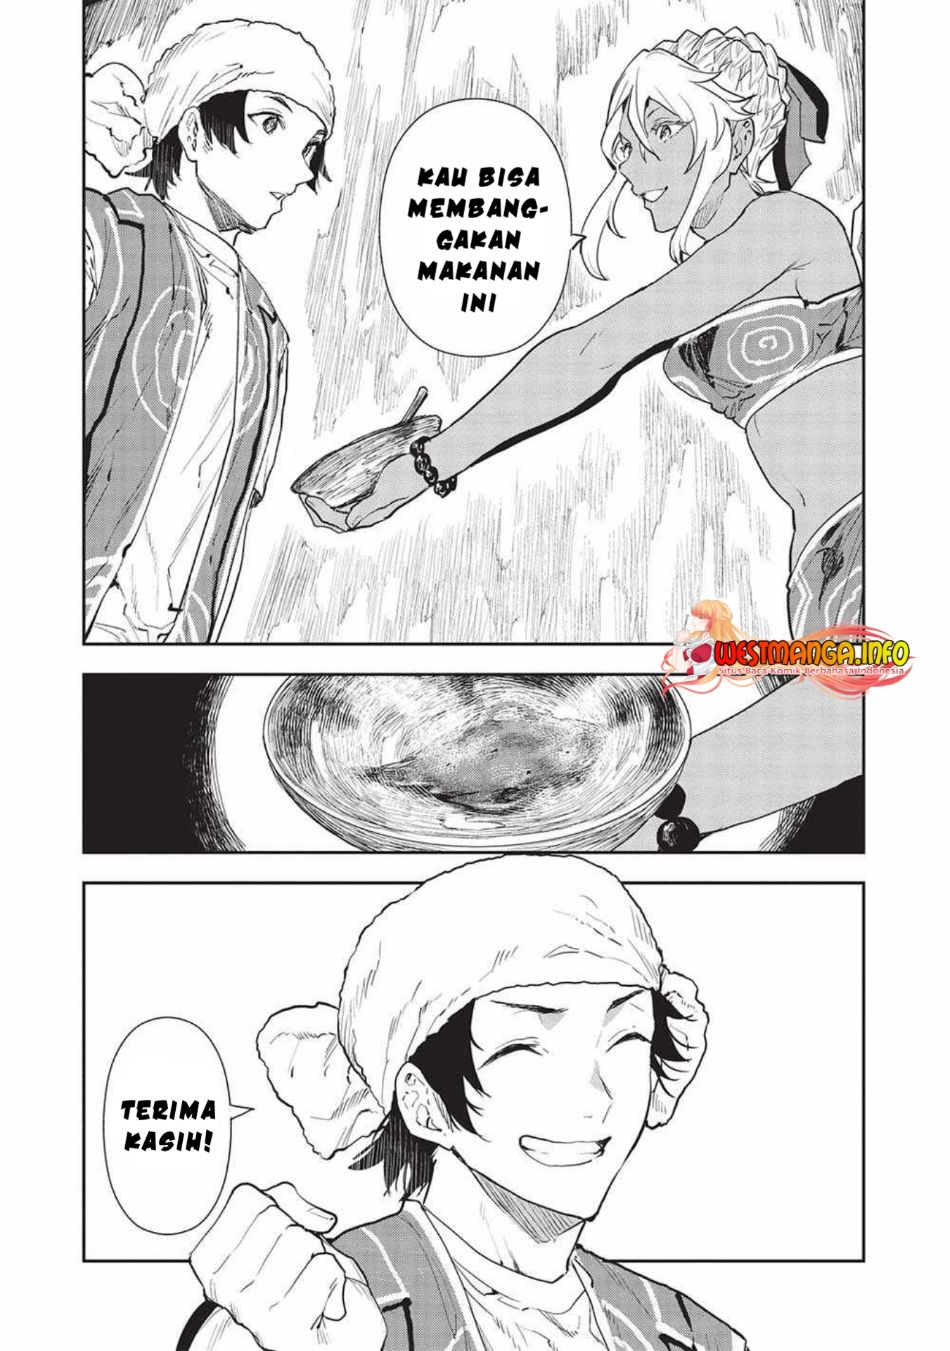 KAU BISA
MEMBANG-
GAKAN
MAKANAN
INI
WESTMANGA.INFO
Situs Baca Komik Berbahasa Indonesia
TERIMA
KASIH!